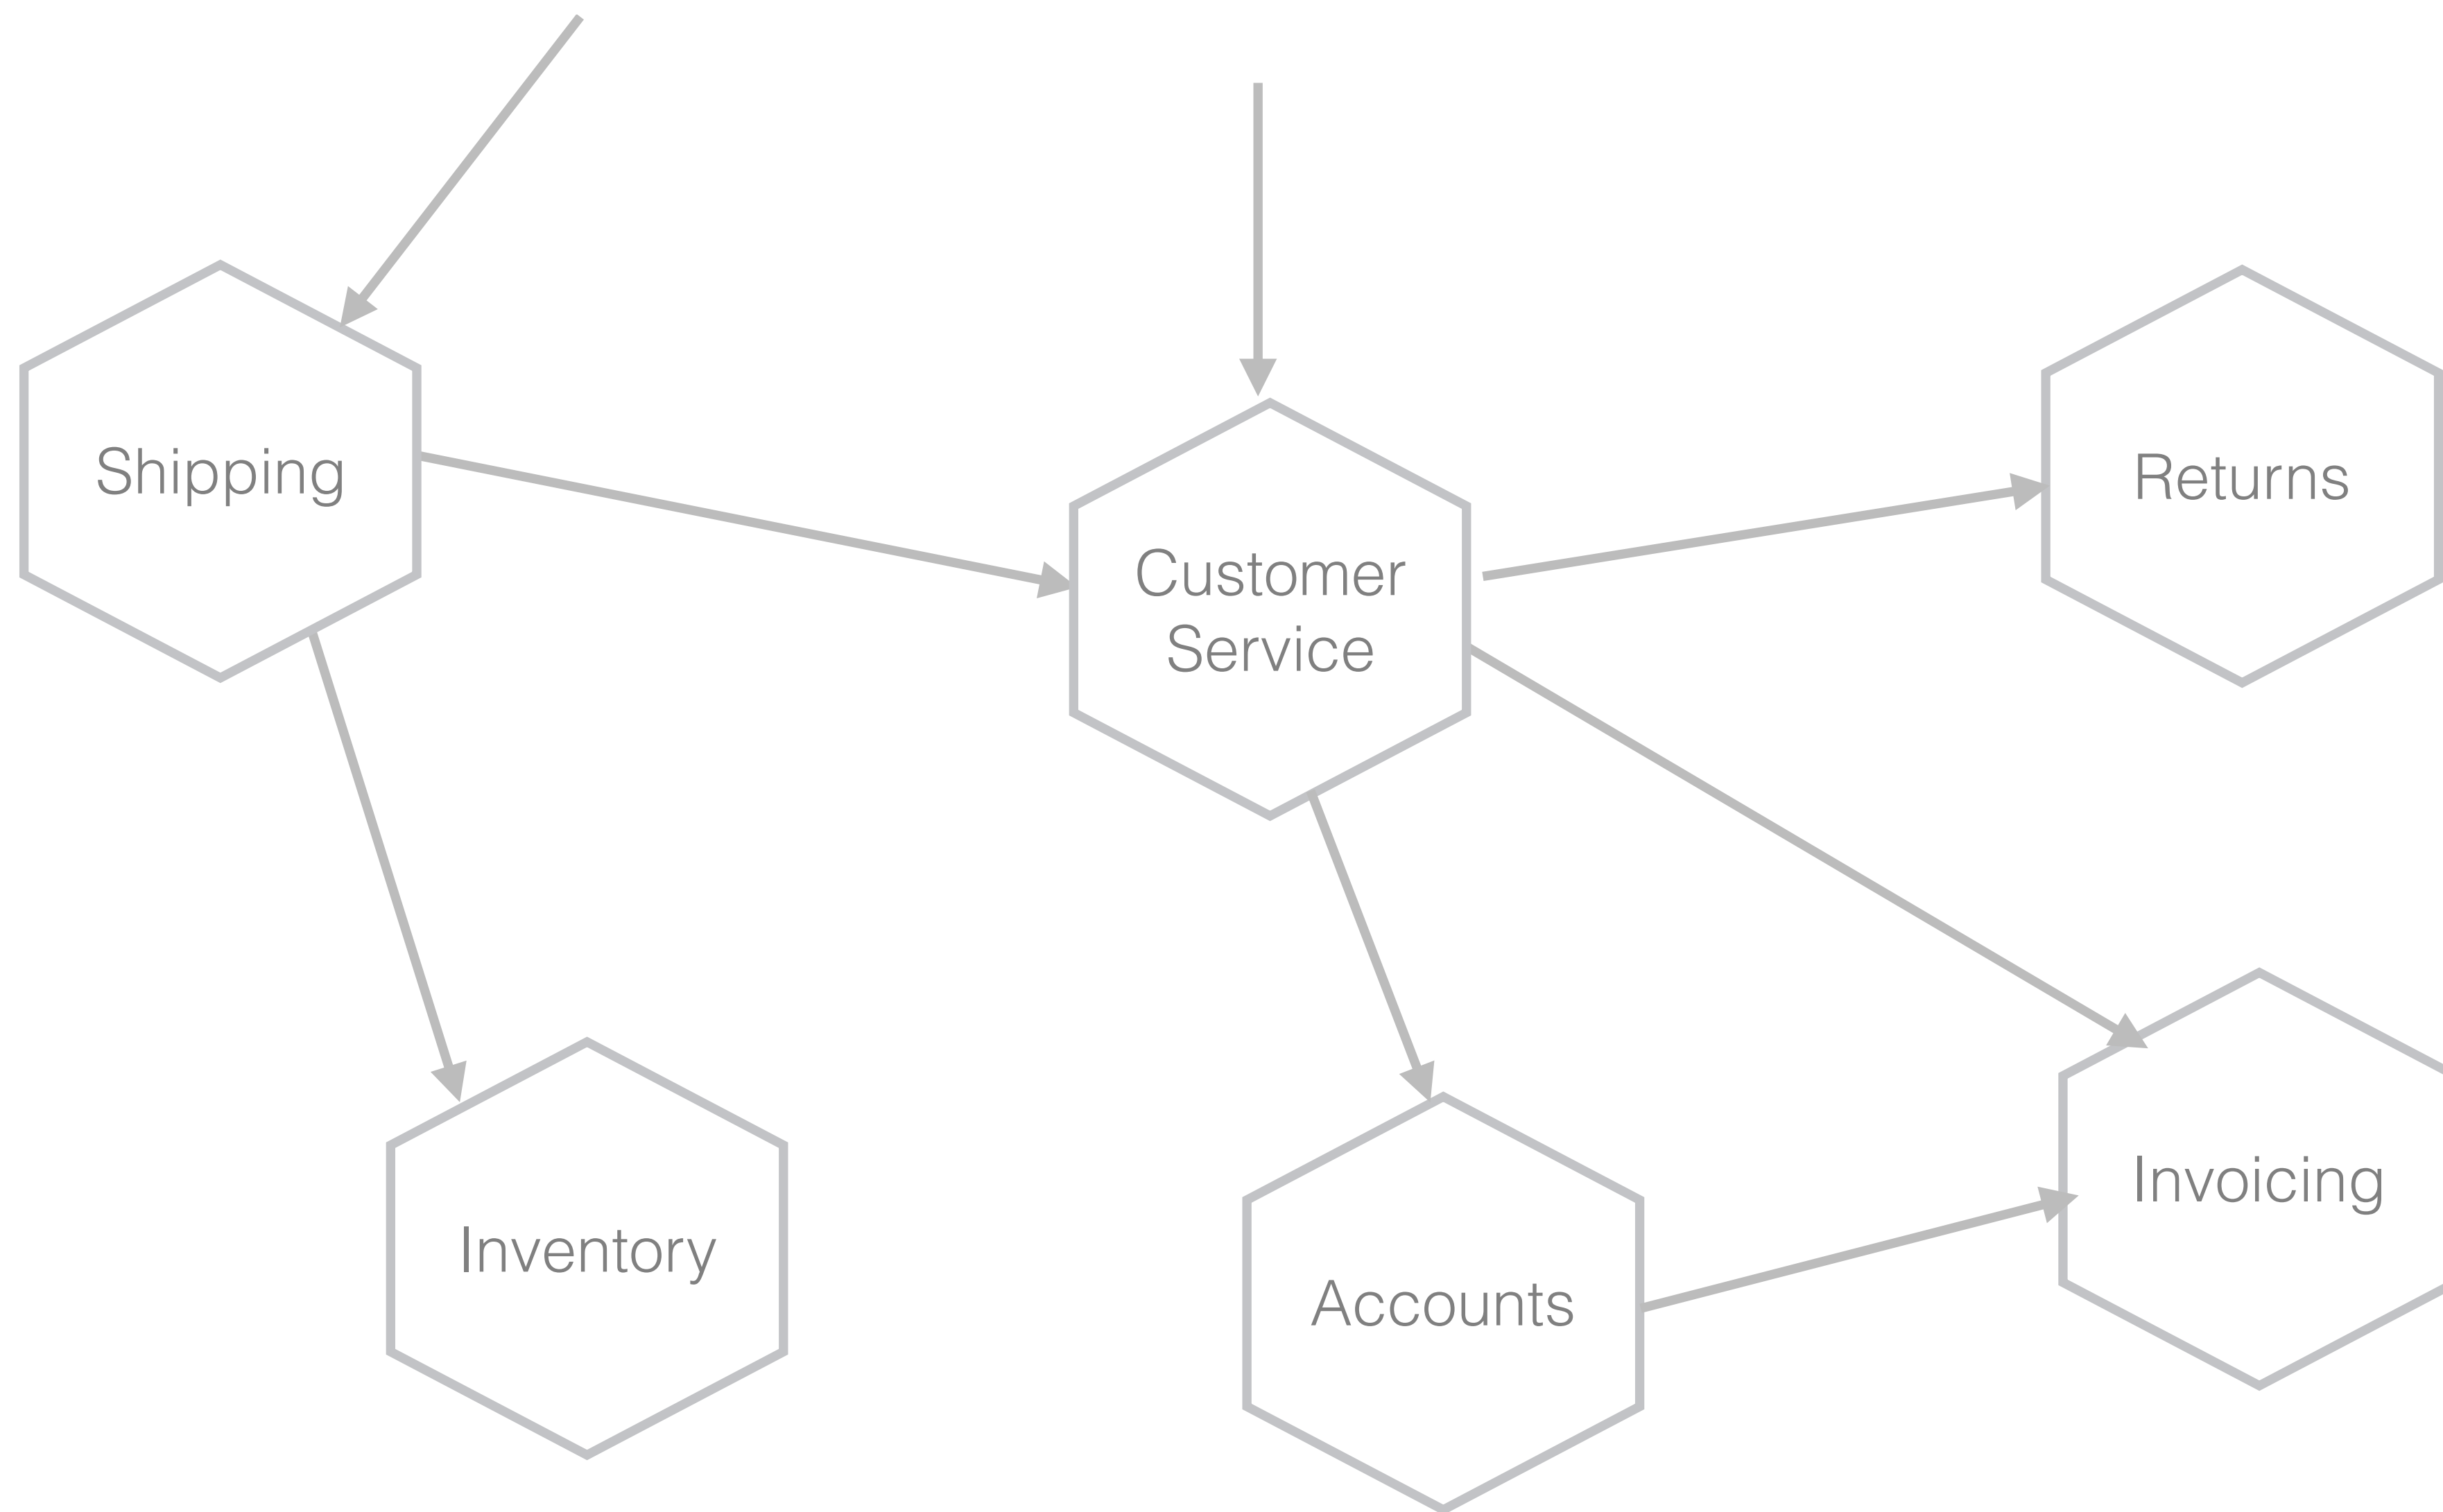 Shipping
Customer
Service
Returns
Inventory
Accounts
Invoicing